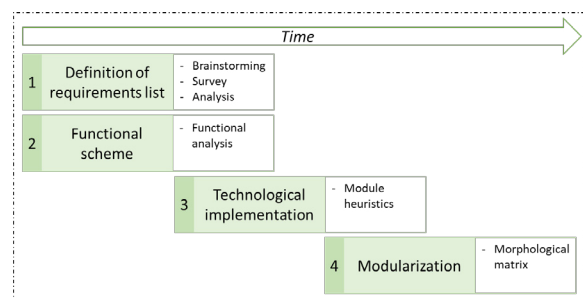 Time
1
Definition of
requirements list
- Brainstorming
- Survey
- Analysis
2
Functional
scheme
- Functional
analysis
3
Technological
implementation
- Module
heuristics
4
Modularization
- Morphological
matrix